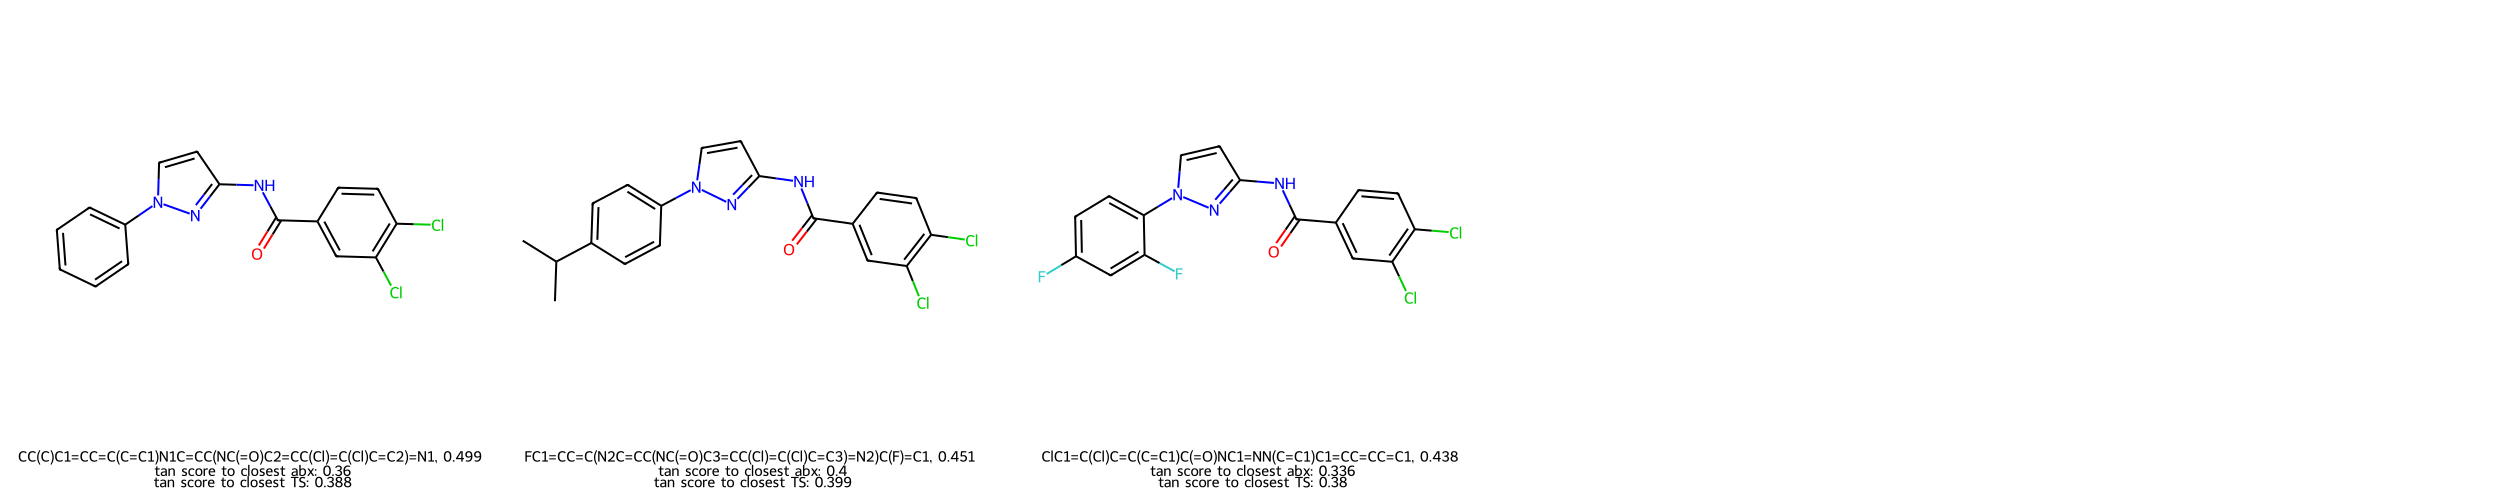 N
N
NH
O
Cl
Cl
N
N
NH
O
Cl
Cl
F
F
N
N
NH
O
Cl
Cl
CC(C)C1=CC=C(C=C1)N1C=CC(NC(=O)C2=CC(Cl)=C(Cl)C=C2)=N1, 0.499
tan score to closest abx: 0.36
tan score to closest TS: 0.388
FC1=CC=C(N2C=CC(NC(=O)C3=CC(Cl)=C(Cl)C=C3)=N2)C(F)=C1, 0.451
tan score to closest abx: 0.4
tan score to closest TS: 0.399
ClC1=C(Cl)C=C(C=C1)C(=O)NC1=NN(C=C1)C1=CC=CC=C1, 0.438
tan score to closest abx: 0.336
tan score to closest TS: 0.38